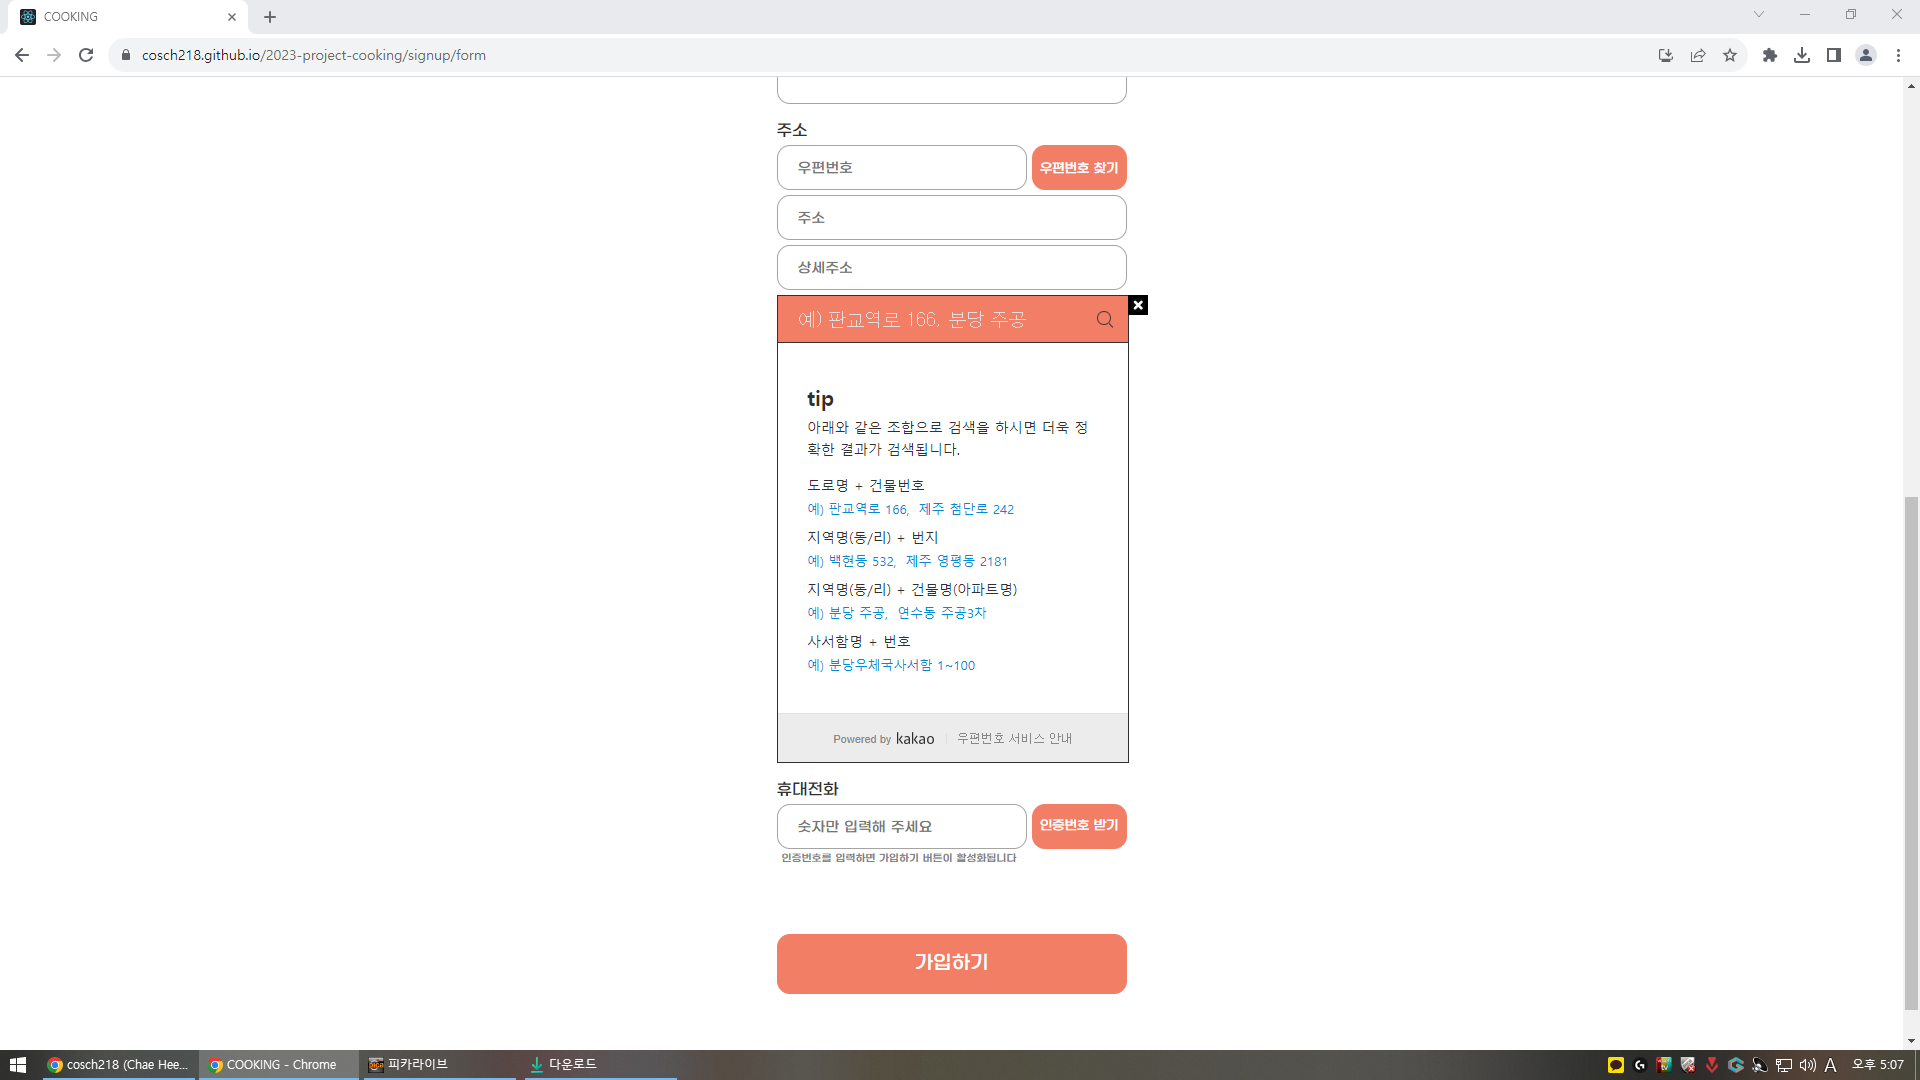 COOKING
cosch218.github.io/2023-project-cooking/signup/form
주소
우편번호
우편번호 찾기
주소
상세주소
예) 판교역로 166, 분당 주공
tip
아래와 같은 조합으로 검색을 하시면 더욱 정
확한 결과가 검색됩니다.
도로명 + 건물번호
예) 판교역로 166, 제주 첨단로 242
지역명(동/리) + 번지
예) 백현동 532, 제주 영평동 2181
지역명(동/리) + 건물명(아파트명)
예) 분당 주공, 연수동 주공3차
사서함명 + 번호
예) 분당우체국사서함 1~100
Powered by kakao 우편번호 서비스 안내
휴대전화
숫자만 입력해 주세요
인증번호 받기
인증번호를 입력하면 가입하기 버튼이 활성화됩니다
가입하기
cosch218 (Chae Hee...
COOKING - Chrome
피카라이브
다운로드
A
오후 5:07